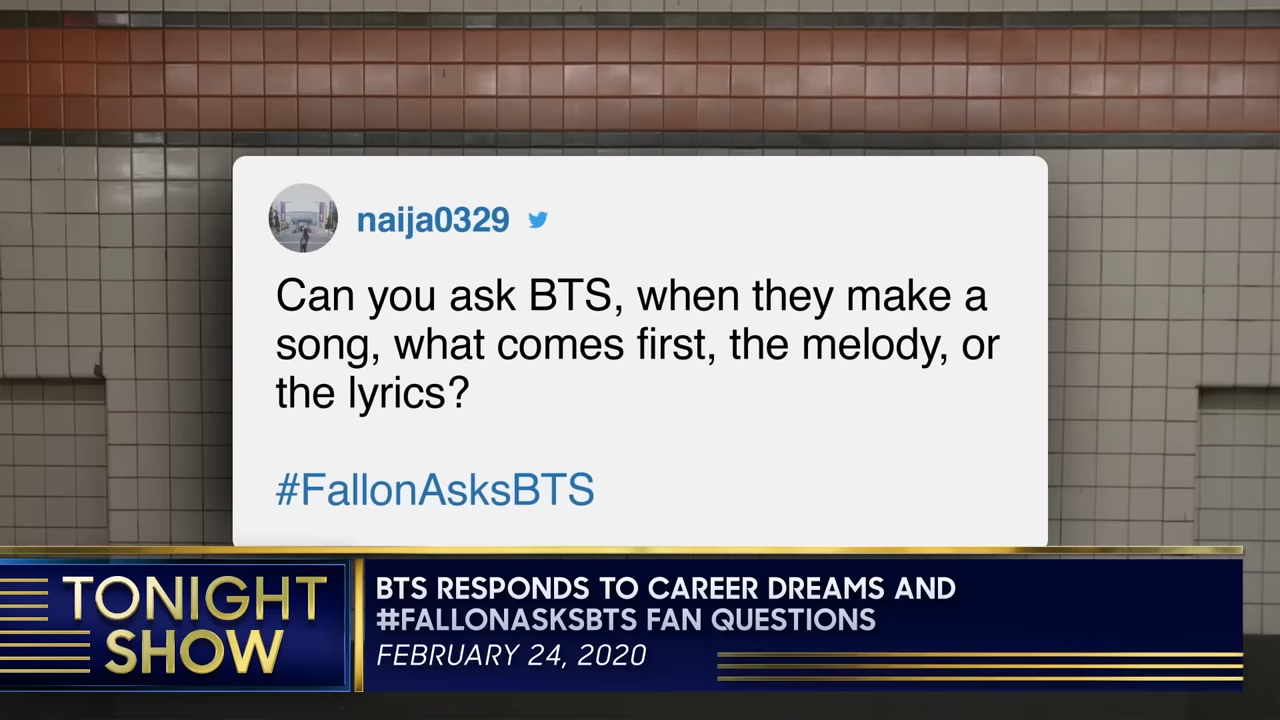 naija0329
Can you ask BTS, when they make a
song, what comes first, the melody, or
the lyrics?
#FallonAsksBTS
TONIGHT
SHOW
BTS RESPONDS TO CAREER DREAMS AND
#FALLONASKSBTS FAN QUESTIONS
FEBRUARY 24, 2020